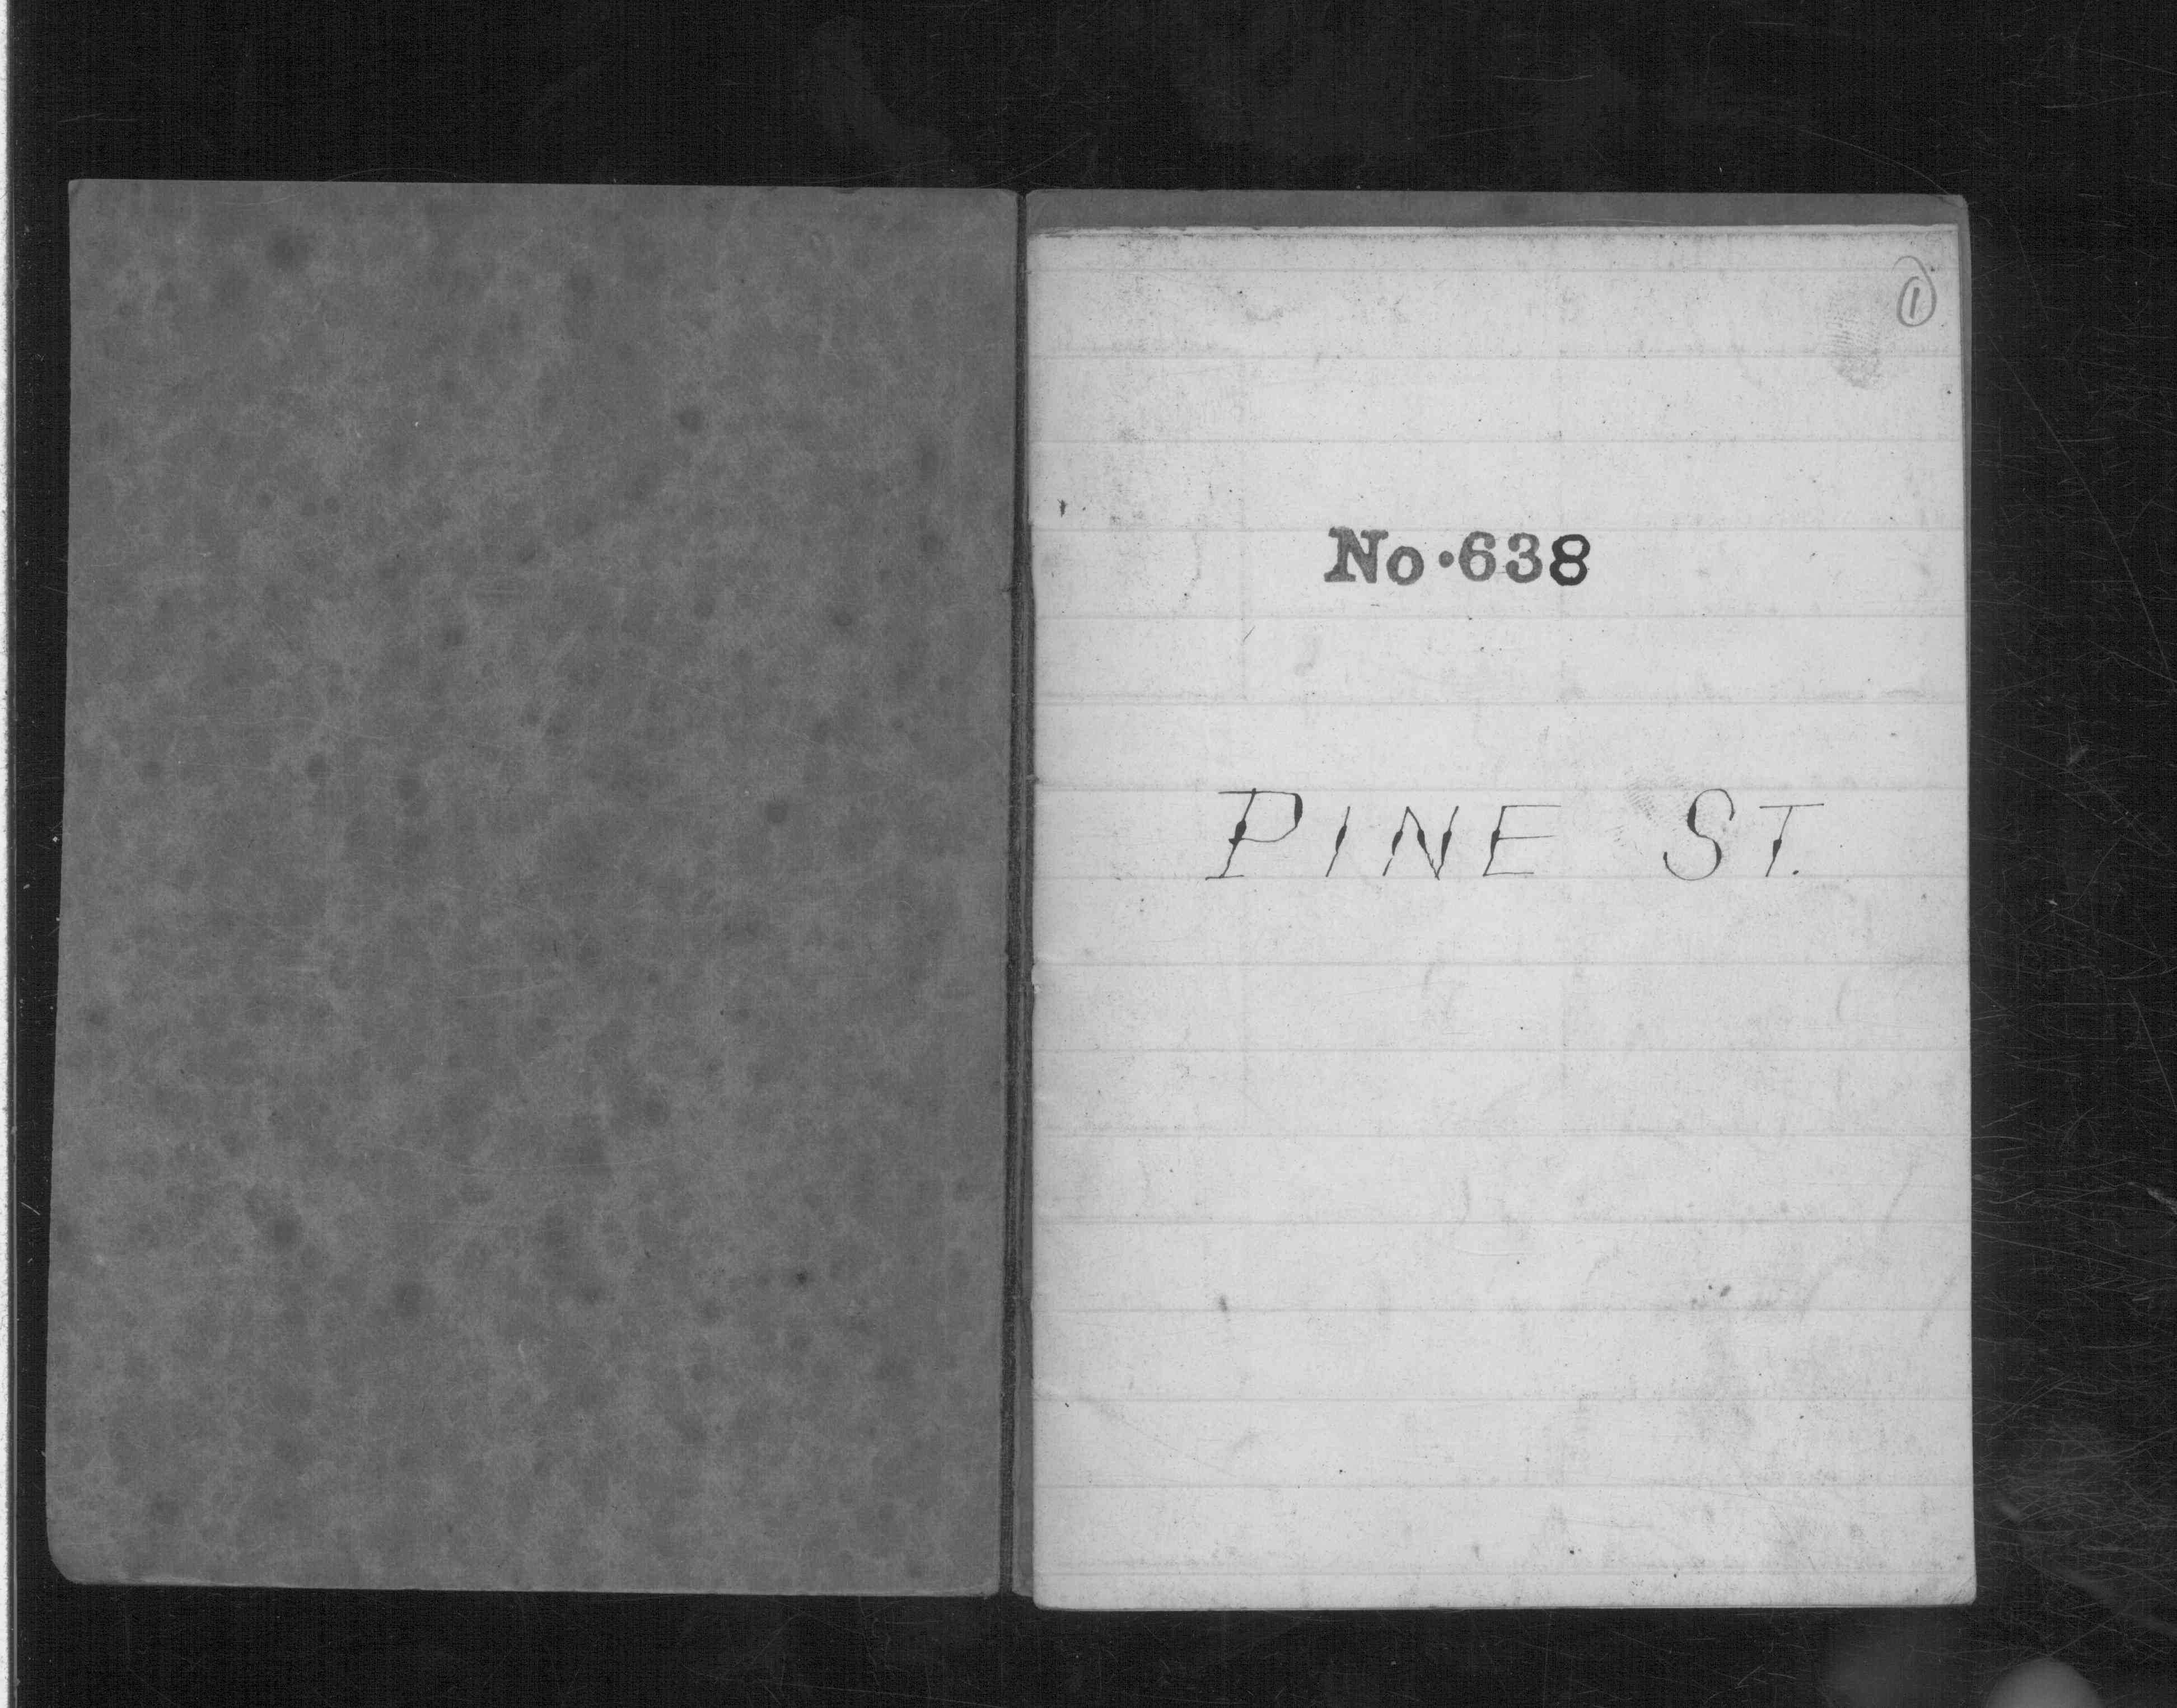 1
No. 638
PINE ST.